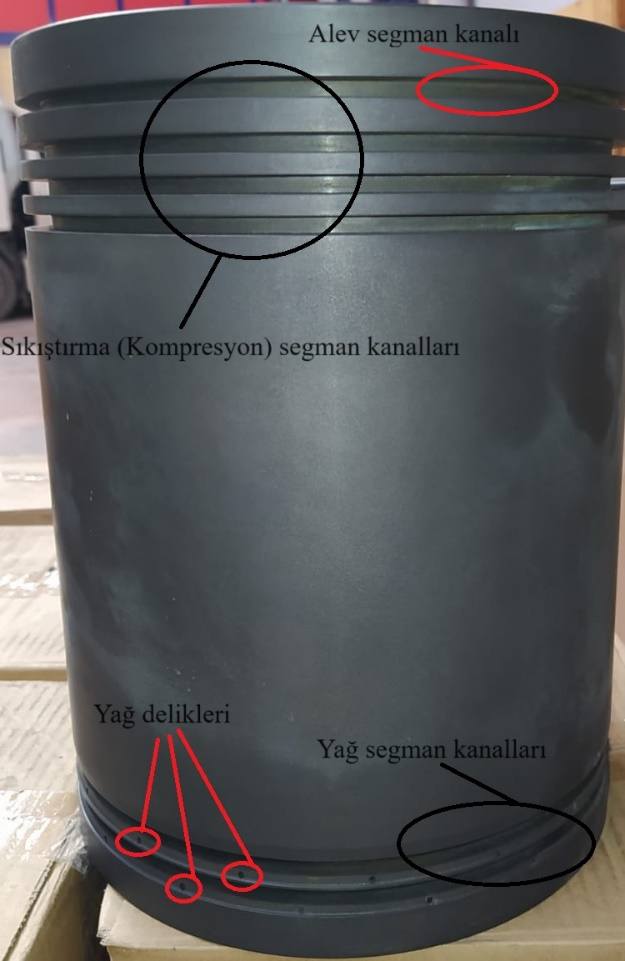 Alev segman kanalı
Sıkıştırma (Kompresyon) segman kanalları
Yağ delikleri
Yağ segman kanalları